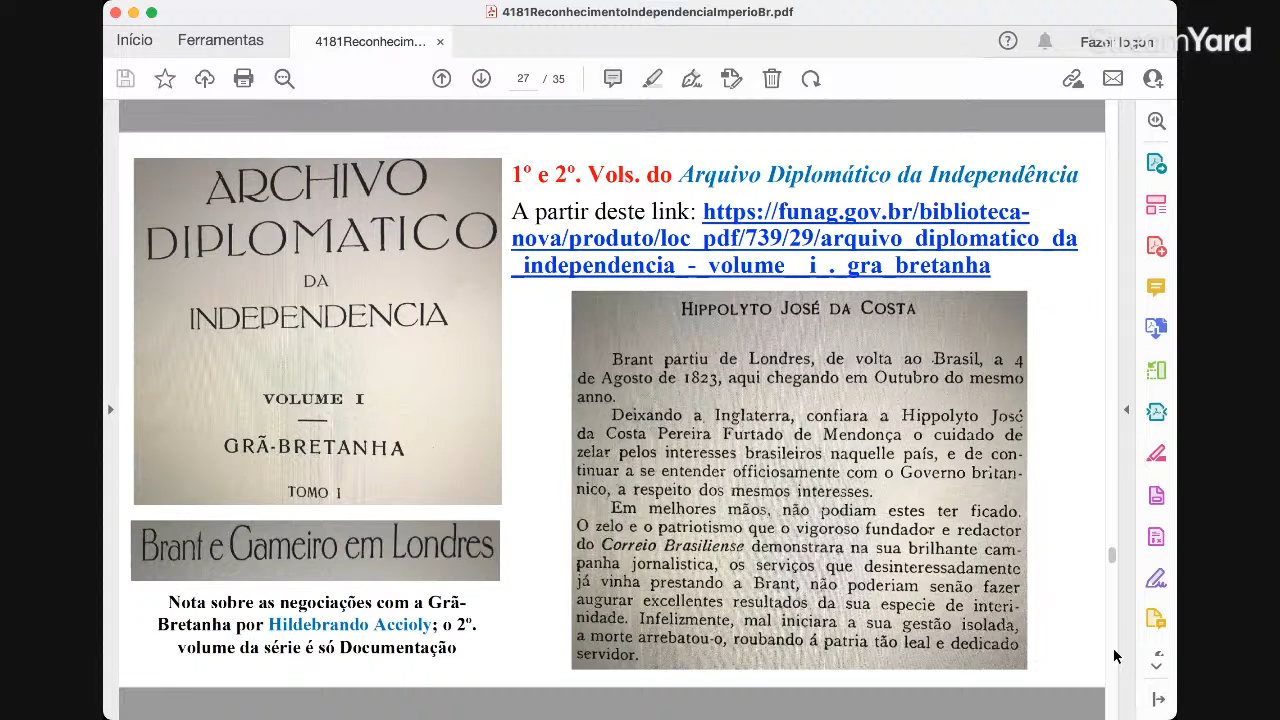 4181ReconhecimentoIndependenciaImperioBr.pdf
Início
Ferramentas
4181Reconhecim...
×
Fazer logon
Yard
27 / 35
ARCHIVO
DIPLOMATICO
DA
INDEPENDENCIA
VOLUME I
GRÃ-BRETANHA
TOMO I
Brant e Gameiro em Londres
Nota sobre as negociações com a Grã-
Bretanha por Hildebrando Accioly; o 2º.
volume da série é só Documentação
1º e 2º. Vols. do Arquivo Diplomático da Independência
A partir deste link: https://funag.gov.br/biblioteca-
nova/produto/loc_pdf/739/29/arquivo_diplomatico_da
_independencia_-_volume__i_._gra_bretanha
HIPPOLYTO JOSÉ DA COSTA
Brant partiu de Londres, de volta ao Brasil, a 4
de Agosto de 1823, aqui chegando em Outubro do mesmo
anno.
Deixando a Inglaterra, confiara a Hippolyto José
da Costa Pereira Furtado de Mendonça o cuidado de
zelar pelos interesses brasileiros naquelle país, e de con-
tinuar a se entender officiosamente com o Governo britan-
nico, a respeito dos mesmos interesses.
Em melhores mãos, não podiam estes ter ficado.
O zelo e o patriotismo que o vigoroso fundador e redactor
do Correio Brasiliense demonstrara na sua brilhante cam-
panha jornalistica, os serviços que desinteressadamente
já vinha prestando a Brant, não poderiam senão fazer
augurar excellentes resultados da sua especie de interi-
nidade. Infelizmente, mal iniciara a sua gestão isolada,
a morte arrebatou-o, roubando á patria tão leal e dedicado
servidor.